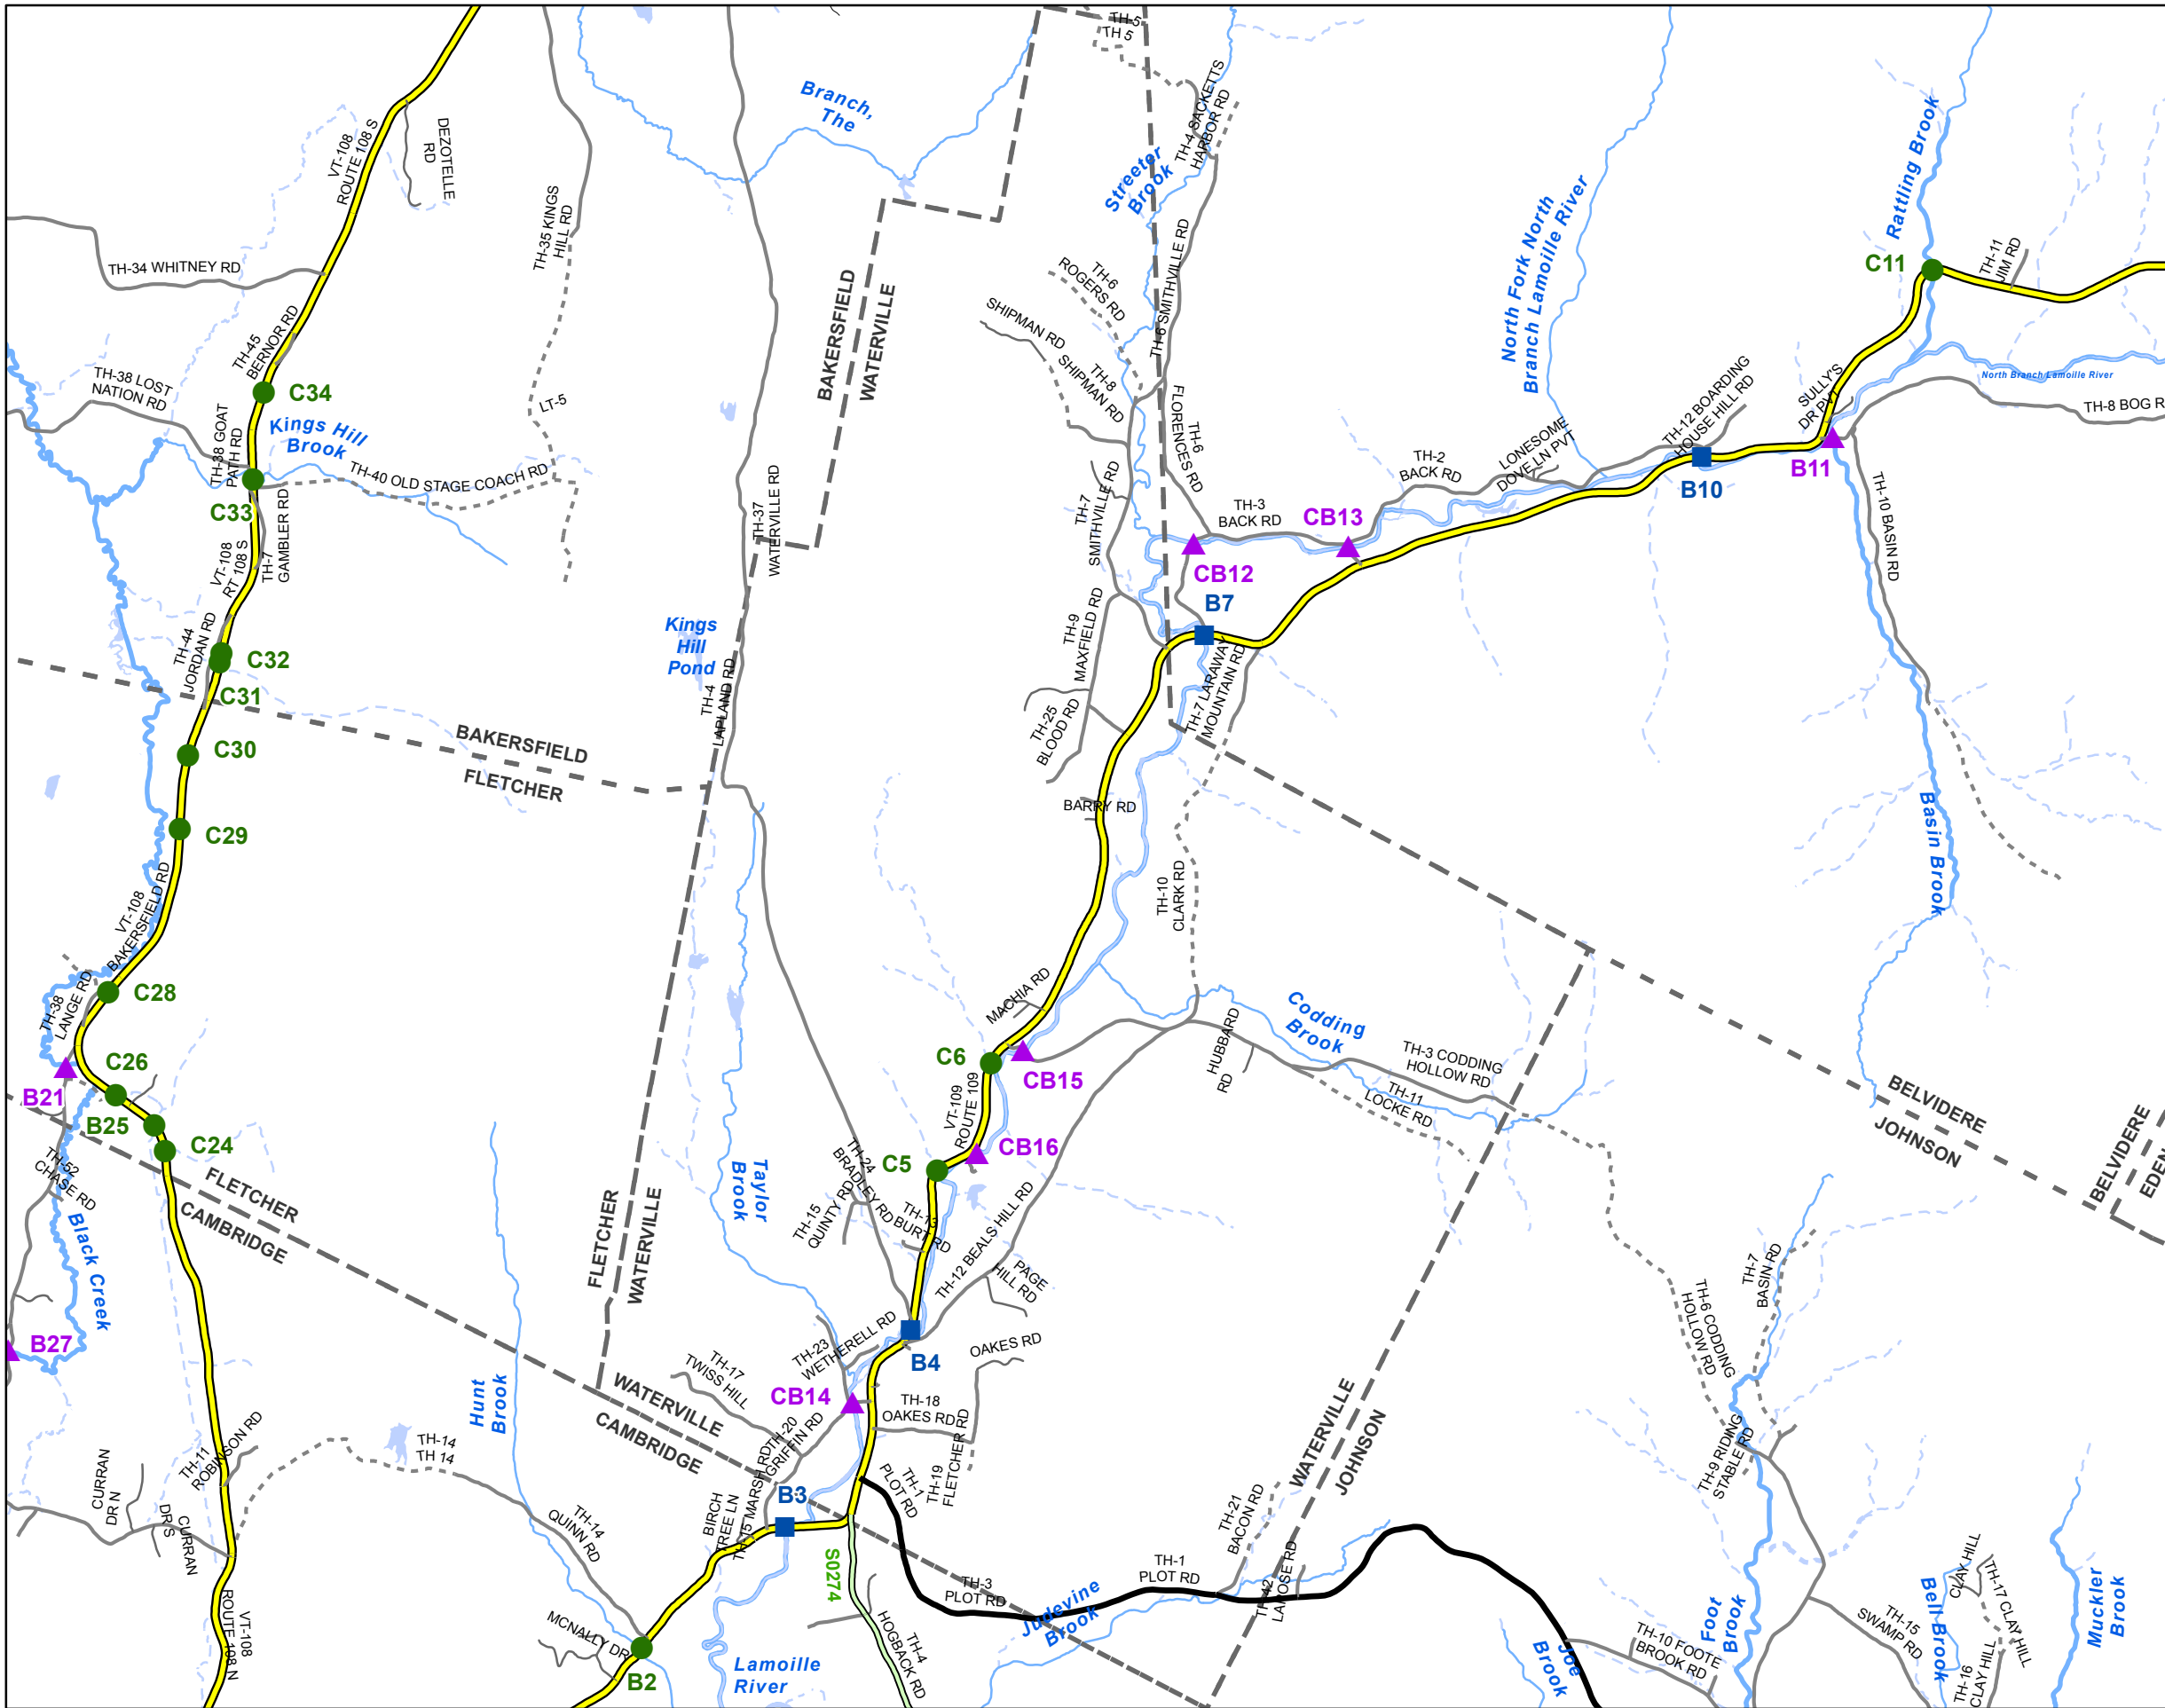 TH-5
TH 5
Branch,
The
DEZOTELLE
RD
VT-108
ROUTE 108 S
TH-4 SACKETTS
HARBOR RD
Streeter
Brook
Rattling Brook
TH-35 KINGS
HILL RD
North Fork North
Branch Lamoille River
TH-34 WHITNEY RD
C11
TH-11
JIM RD
BAKERSFIELD
WATERVILLE
TH-6
ROGERS RD
TH-6 SMITHVILLE RD
SHIPMAN RD
TH-8
SHIPMAN RD
TH-45
BERNOR RD
C34
TH-38 LOST
NATION RD
LT-5
Kings Hill
Brook
TH-38 GOAT
PATH RD
TH-40 OLD STAGE COACH RD
C33
TH-7
GAMBLER RD
VT-108
RT 108 S
TH-37
WATERVILLE RD
TH-6
FLORENCES RD
TH-7
SMITHVILLE RD
TH-3
BACK RD
CB13
CB12
B7
TH-2
BACK RD
LONESOME
DOVE LN PVT
TH-12 BOARDING
HOUSE HILL RD
B10
SULLY'S
DR PVT
B11
North Branch Lamoille River
TH-8 BOG R
TH-10 BASIN RD
TH-44
JORDAN RD
C32
C31
Kings
Hill
Pond
TH-4
LAPLAND RD
TH-9
MAXFIELD RD
TH-25
BLOOD RD
TH-7 LARAWAY
MOUNTAIN RD
C30
BAKERSFIELD
FLETCHER
BARRY RD
C29
Basin Brook
VT-108
BAKERSFIELD RD
TH-10
CLARK RD
C28
TH-38
LANGE RD
MACHIA RD
Codding
Brook
HUBBARD
RD
C26
C6
CB15
TH-3 CODDING
HOLLOW RD
TH-11
LOCKE RD
B21
B25
C24
BELVIDERE
JOHNSON
BELVIDERE
EDEN
VT-109
ROUTE 109
CB16
C5
TH-52
CHASE RD
FLETCHER
CAMBRIDGE
Taylor
Brook
TH-24
BRADLEY RD
TH-15
QUINTY RD
TH-13
BURT RD
TH-12 BEALS HILL RD
PAGE
HILL RD
FLETCHER
WATERVILLE
Black Creek
B27
TH-7
BASIN RD
TH-6 CODDING
HOLLOW RD
TH-23
WETHERELL RD
B4
OAKES RD
TH-17
TWISS HILL
CB14
TH-18
OAKES RD
Hunt
Brook
WATERVILLE
CAMBRIDGE
TH-20
GRIFFIN RD
WATERVILLE
JOHNSON
TH-9 RIDING
STABLE RD
TH-14
TH 14
TH-11
ROBINSON RD
CURRAN
DR N
CURRAN
DR S
TH-19
FLETCHER RD
TH-1
PLOT RD
B3
BIRCH
TREE LN
TH-15 MARSH RD
TH-14
QUINN RD
TH-21
BACON RD
S0274
TH-3
PLOT RD
TH-1
PLOT RD
TH-42
LAROSE RD
Judevine
Brook
VT-108
ROUTE 108 N
MCNALLY DR
B2
Lamoille
River
TH-4
HOGBACK RD
Joe
Brook
TH-10 FOOTE
BROOK RD
Foot
Brook
TH-15
SWAMP RD
Bell Brook
CLAY HILL
TH-17 CLAY HILL
TH-16
CLAY HILL
Muckler
Brook